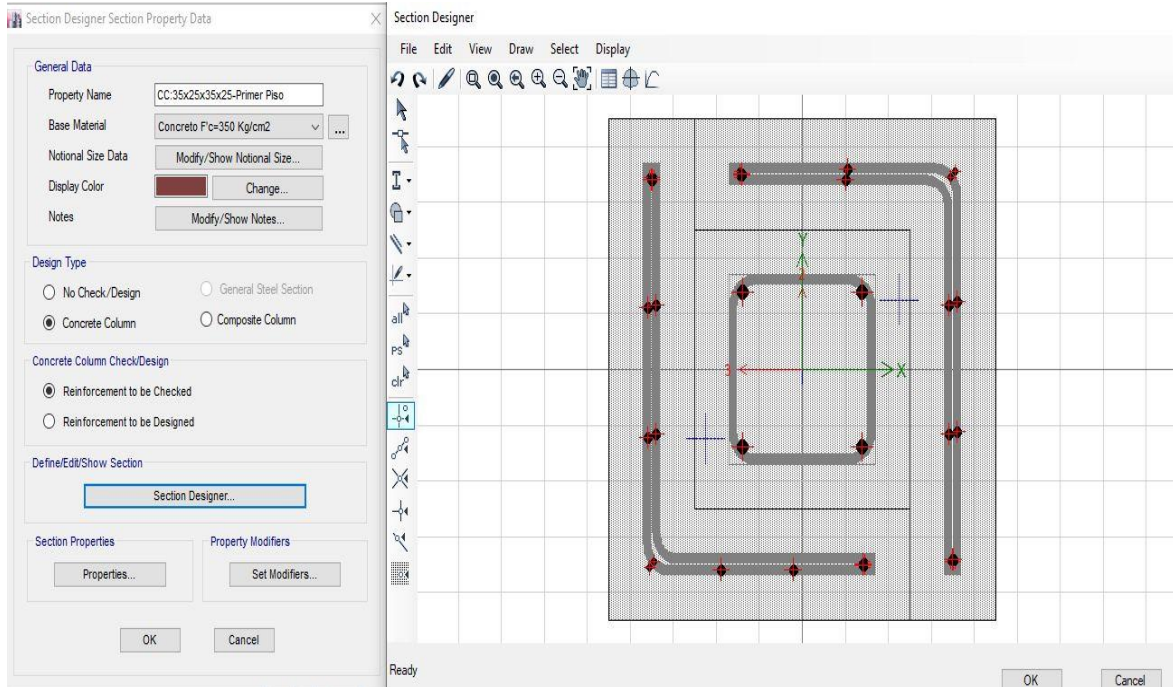 Section Designer Section Property Data
General Data
Property Name CC:35x25x35x25-Primer Piso
Base Material Concreto F'c=350 Kg/cm2 ...
Notional Size Data Modify/Show Notional Size...
Display Color Change...
Notes Modify/Show Notes...
Design Type
No Check/Design General Steel Section
Concrete Column Composite Column
Concrete Column Check/Design
Reinforcement to be Checked
Reinforcement to be Designed
Define/Edit/Show Section
Section Designer...
Section Properties Property Modifiers
Properties... Set Modifiers...
OK Cancel
Section Designer
File Edit View Draw Select Display
all
PS
clr
Y
2
3 X
Ready
OK Cancel